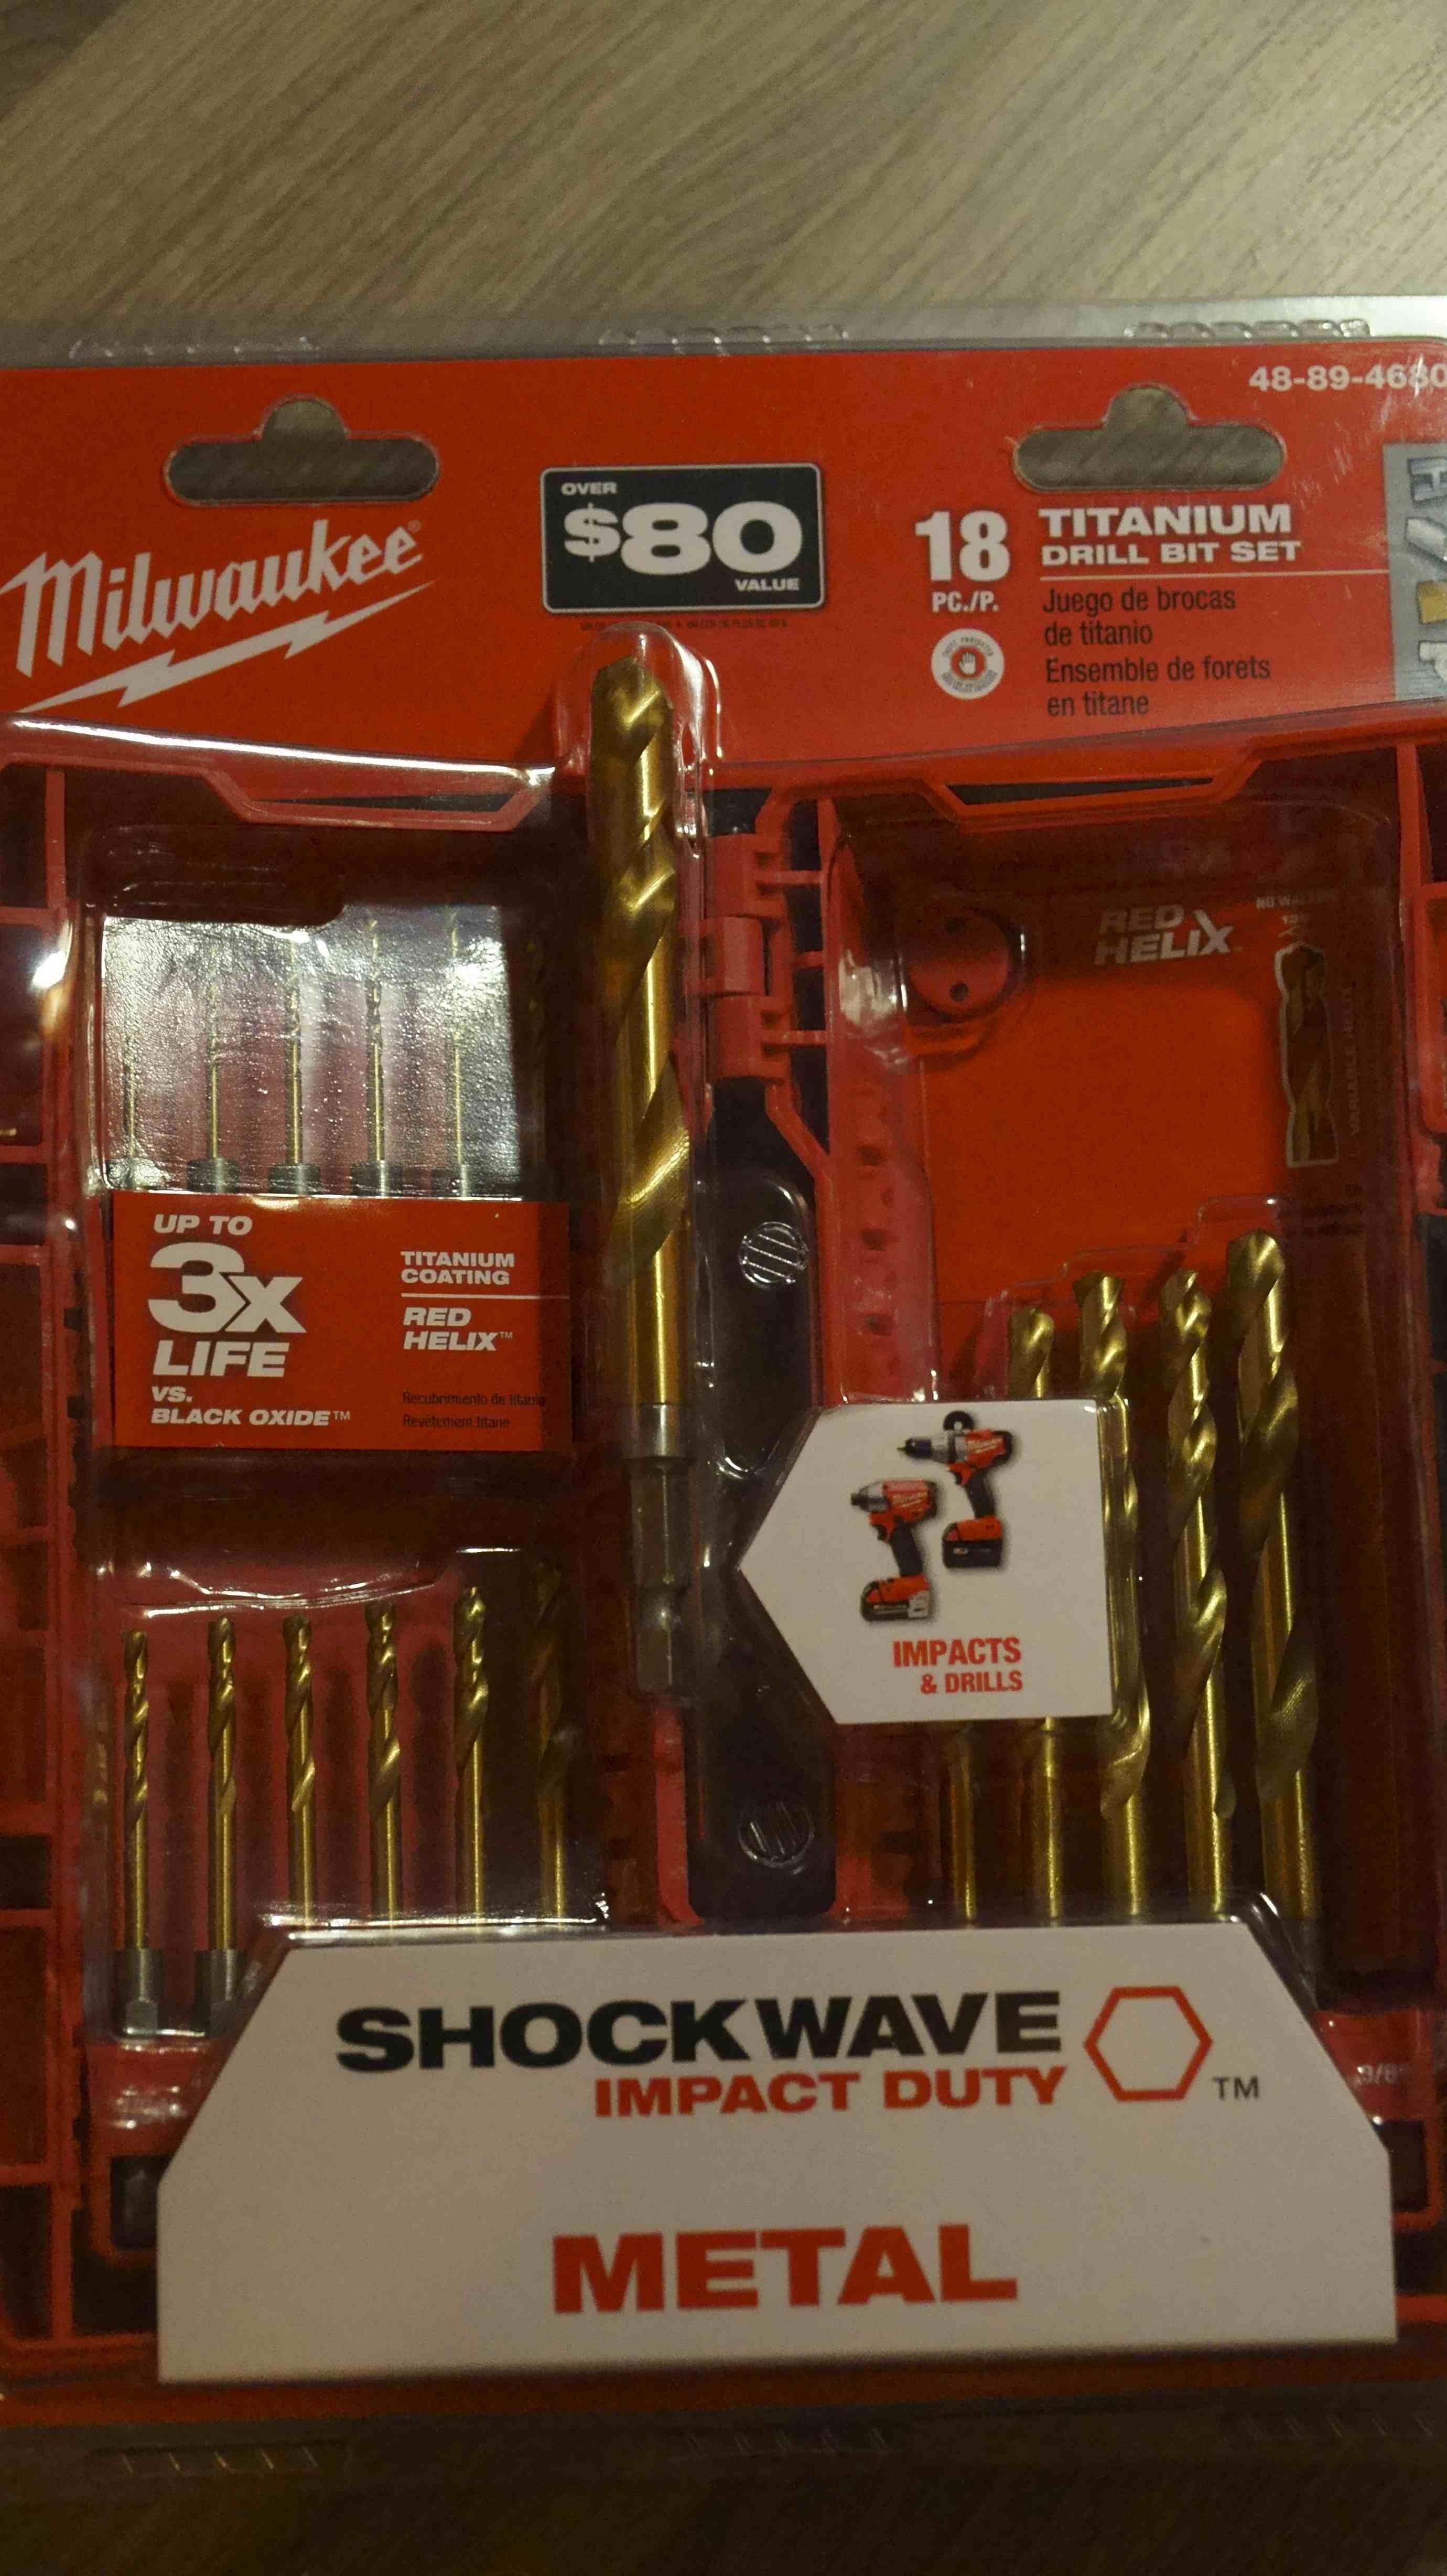 48-89-4680
Milwaukee®
OVER
$80
VALUE
18
PC./P.
TITANIUM
DRILL BIT SET
Juego de brocas
de titanio
Ensemble de forets
en titane
RED
HELIX™
UP TO
3X
LIFE
VS.
BLACK OXIDE™
TITANIUM
COATING
RED
HELIX™
Recubrimiento de titanio
Revêtement titane
IMPACTS
& DRILLS
SHOCKWAVE
IMPACT DUTY ™
METAL